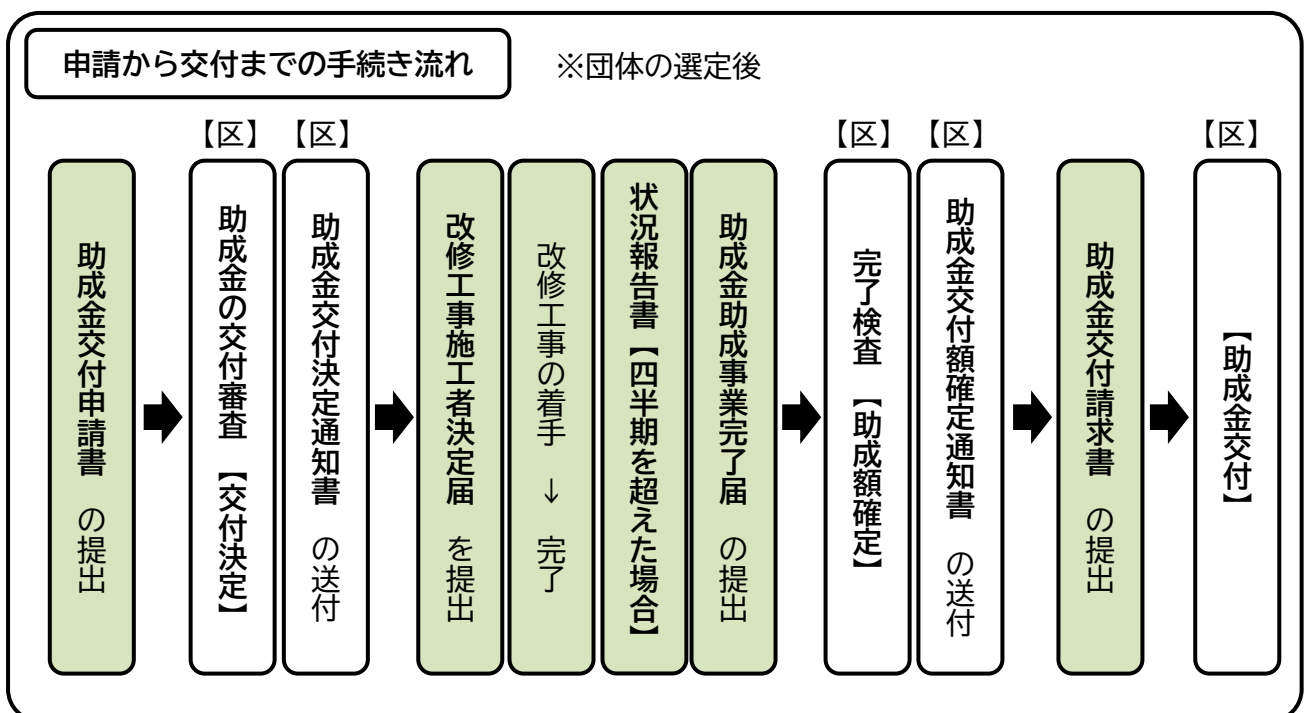 申請から交付までの手続き流れ
※団体の選定後
助成金交付申請書 の提出
【区】
助成金の交付審査 【交付決定】
【区】
助成金交付決定通知書 の送付
改修工事施工者決定届 を提出
改修工事の着手 → 完了
状況報告書【四半期を超えた場合】
助成金助成事業完了届 の提出
【区】
完了検査 【助成額確定】
【区】
助成金交付額確定通知書 の送付
助成金交付請求書 の提出
【区】
【助成金交付】